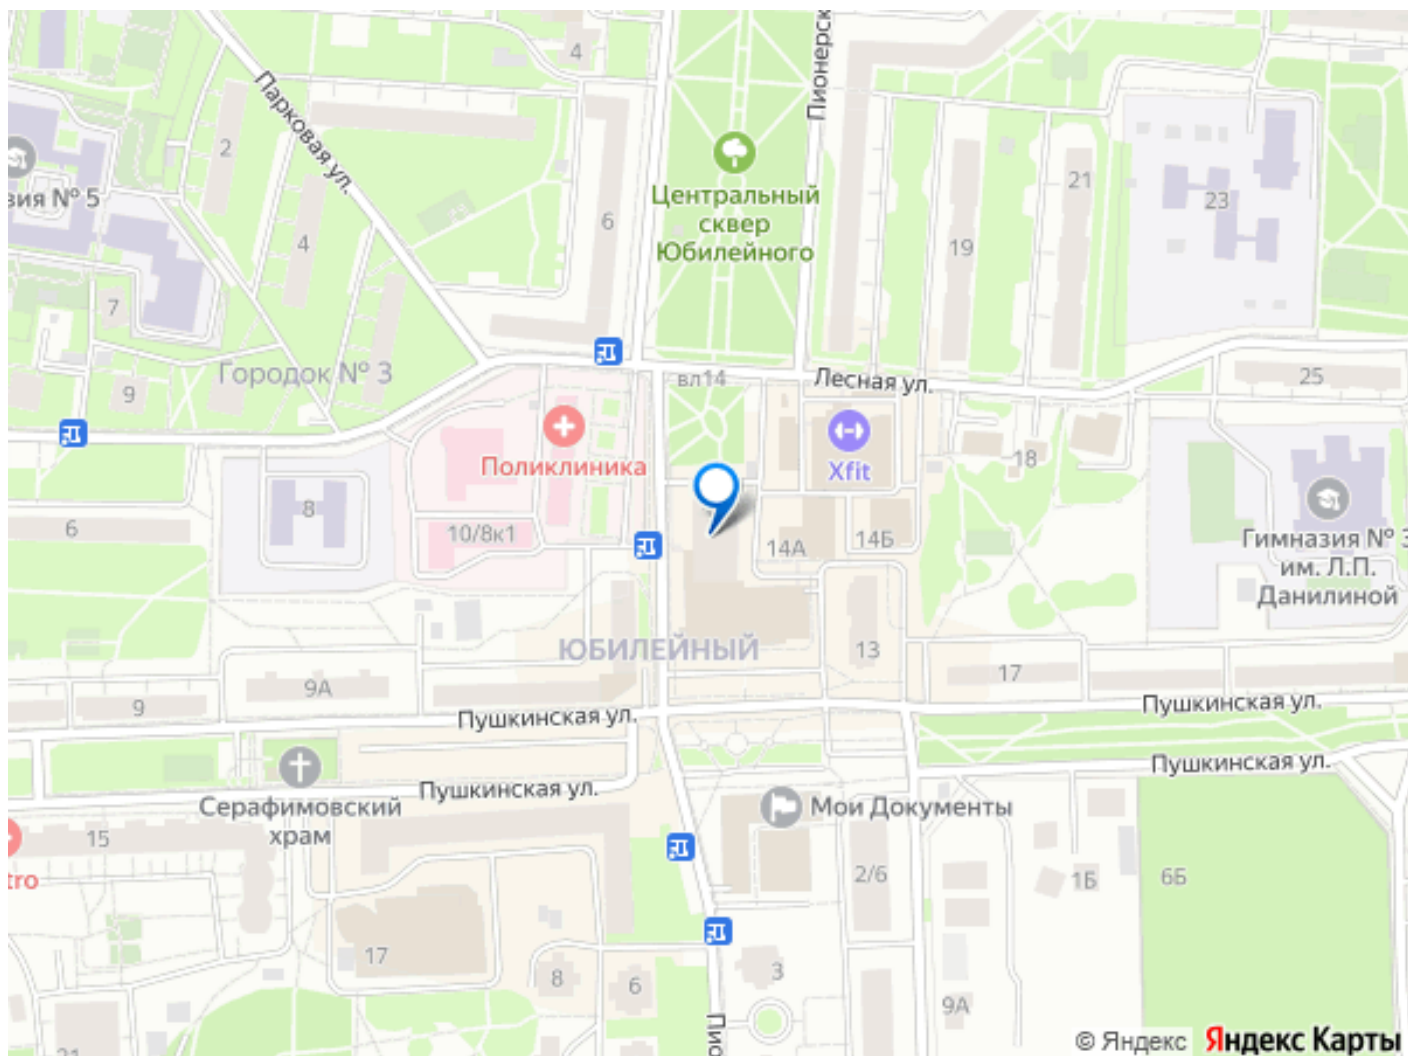 4
Пионерск
Парковая ул.
2
21
Центральный
сквер
Юбилейного
зия № 5
23
6
4
19
7
Городок № 3
вл14
Лесная ул.
25
9
Поликлиника
Xfit
18
8
6
10/8к1
14А
14Б
Гимназия № 3
им. Л.П.
Данилиной
ЮБИЛЕЙНЫЙ
13
17
9А
9
Пушкинская ул.
Пушкинская ул.
Пушкинская ул.
Пушкинская ул.
Серафимовский
храм
Мои Документы
15
tro
2/6
1Б
6Б
17
8
6
3
9А
Пио
21
© Яндекс Яндекс Карты